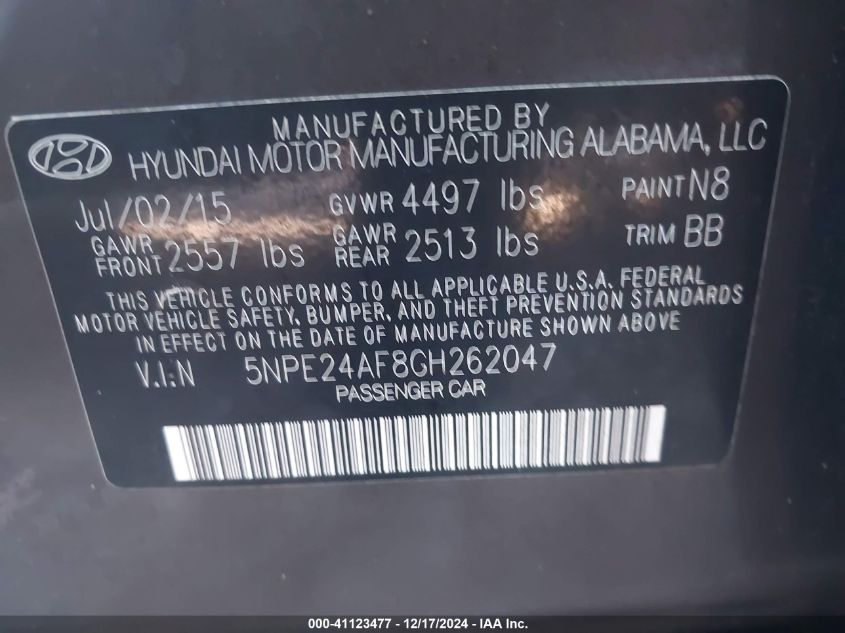 MANUFACTURED BY
HYUNDAI MOTOR MANUFACTURING ALABAMA, LLC
Jul/02/15 GVWR 4497 lbs PAINT N8
GAWR FRONT 2557 lbs GAWR REAR 2513 lbs TRIM BB
THIS VEHICLE CONFORMS TO ALL APPLICABLE U.S.A. FEDERAL
MOTOR VEHICLE SAFETY, BUMPER, AND THEFT PREVENTION STANDARDS
IN EFFECT ON THE DATE OF MANUFACTURE SHOWN ABOVE
V.I.N 5NPE24AF8GH262047
PASSENGER CAR
000-41123477 - 12/17/2024 - IAA Inc.